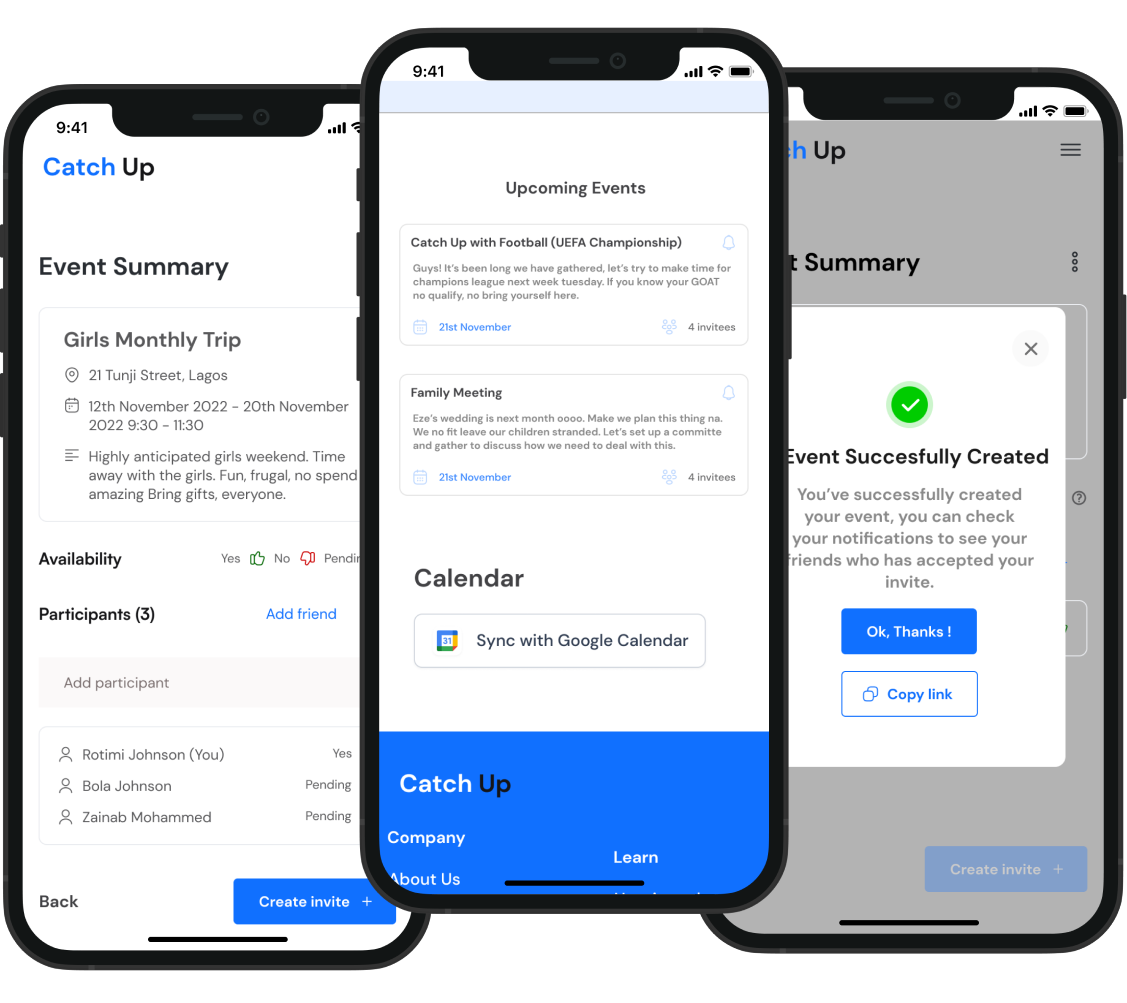 9:41
Catch Up
Event Summary
Girls Monthly Trip
21 Tunji Street, Lagos
12th November 2022 - 20th November
2022 9:30 - 11:30
Highly anticipated girls weekend. Time
away with the girls. Fun, frugal, no spend
amazing Bring gifts, everyone.
Availability
Yes No Pendin
Participants (3)
Add friend
Add participant
Rotimi Johnson (You) Yes
Bola Johnson Pending
Zainab Mohammed Pending
Back
Create invite +
9:41
Upcoming Events
Catch Up with Football (UEFA Championship)
Guys! It's been long we have gathered, let's try to make time for
champions league next week tuesday. If you know your GOAT
no qualify, no bring yourself here.
21st November
4 invitees
Family Meeting
Eze's wedding is next month oooo. Make we plan this thing na.
We no fit leave our children stranded. Let's set up a committe
and gather to discuss how we need to deal with this.
21st November
4 invitees
Calendar
31
Sync with Google Calendar
Catch Up
Company
Learn
About Us
h Up
t Summary
Event Succesfully Created
You've successfully created
your event, you can check
your notifications to see your
friends who has accepted your
invite.
Ok, Thanks !
Copy link
Create invite +